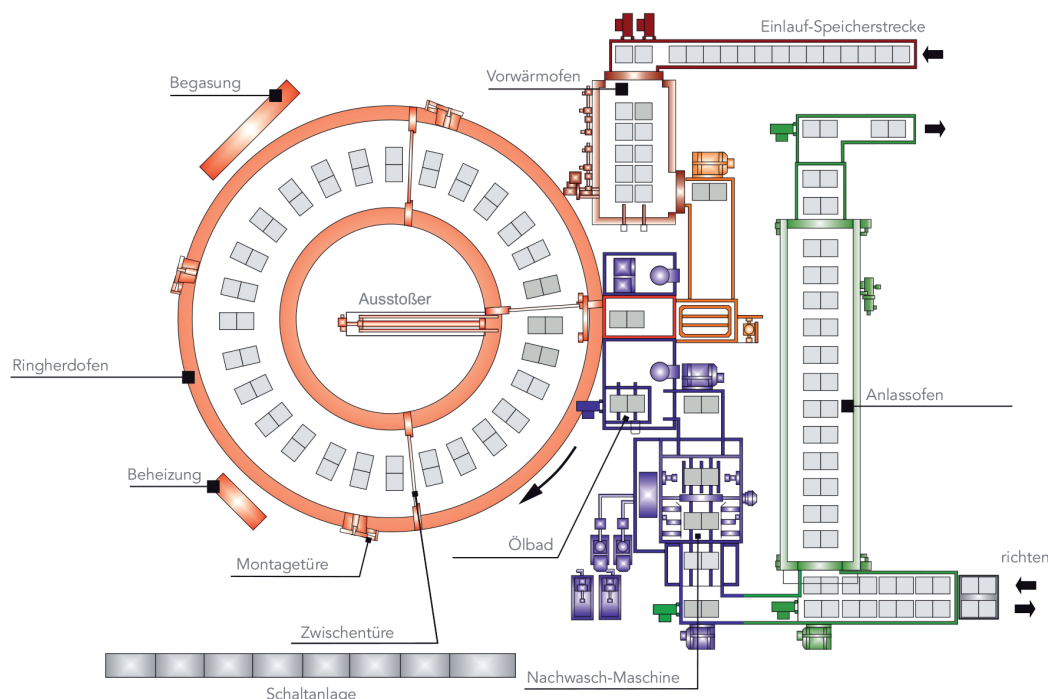 Einlauf-Speicherstrecke
Vorwärmofen
Begasung
Ausstoßer
Ringherdofen
Anlassofen
Beheizung
Ölbad
richten
Montagetüre
Zwischentüre
Nachwasch-Maschine
Schaltanlage